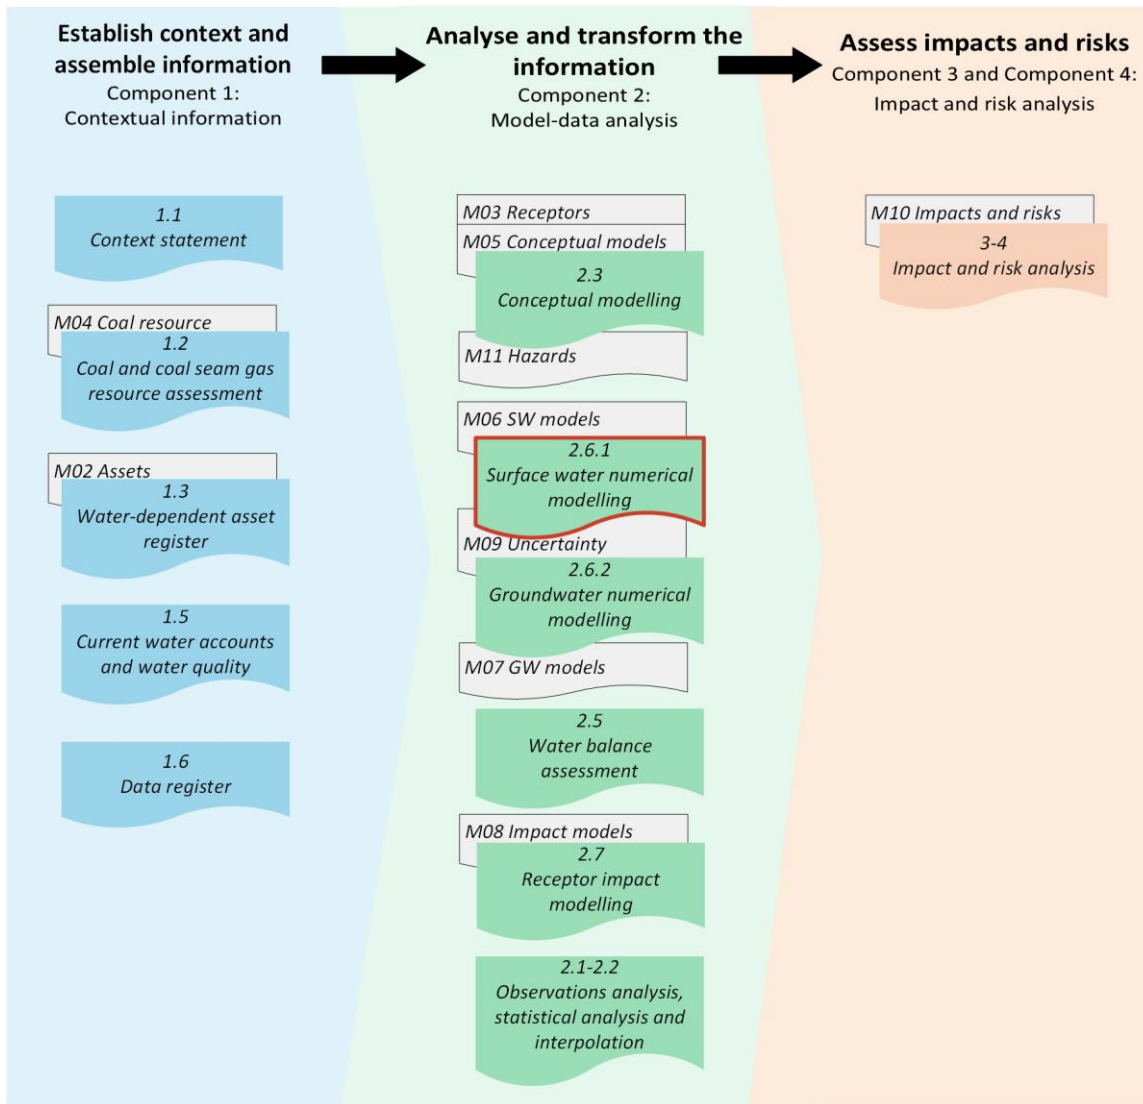 Establish context and
assemble information
Component 1:
Contextual information
1.1
Context statement
M04 Coal resource
1.2
Coal and coal seam gas
resource assessment
M02 Assets
1.3
Water-dependent asset
register
1.5
Current water accounts
and water quality
1.6
Data register
Analyse and transform the
information
Component 2:
Model-data analysis
M03 Receptors
M05 Conceptual models
2.3
Conceptual modelling
M11 Hazards
M06 SW models
2.6.1
Surface water numerical
modelling
M09 Uncertainty
2.6.2
Groundwater numerical
modelling
M07 GW models
2.5
Water balance
assessment
M08 Impact models
2.7
Receptor impact
modelling
2.1-2.2
Observations analysis,
statistical analysis and
interpolation
Assess impacts and risks
Component 3 and Component 4:
Impact and risk analysis
M10 Impacts and risks
3-4
Impact and risk analysis